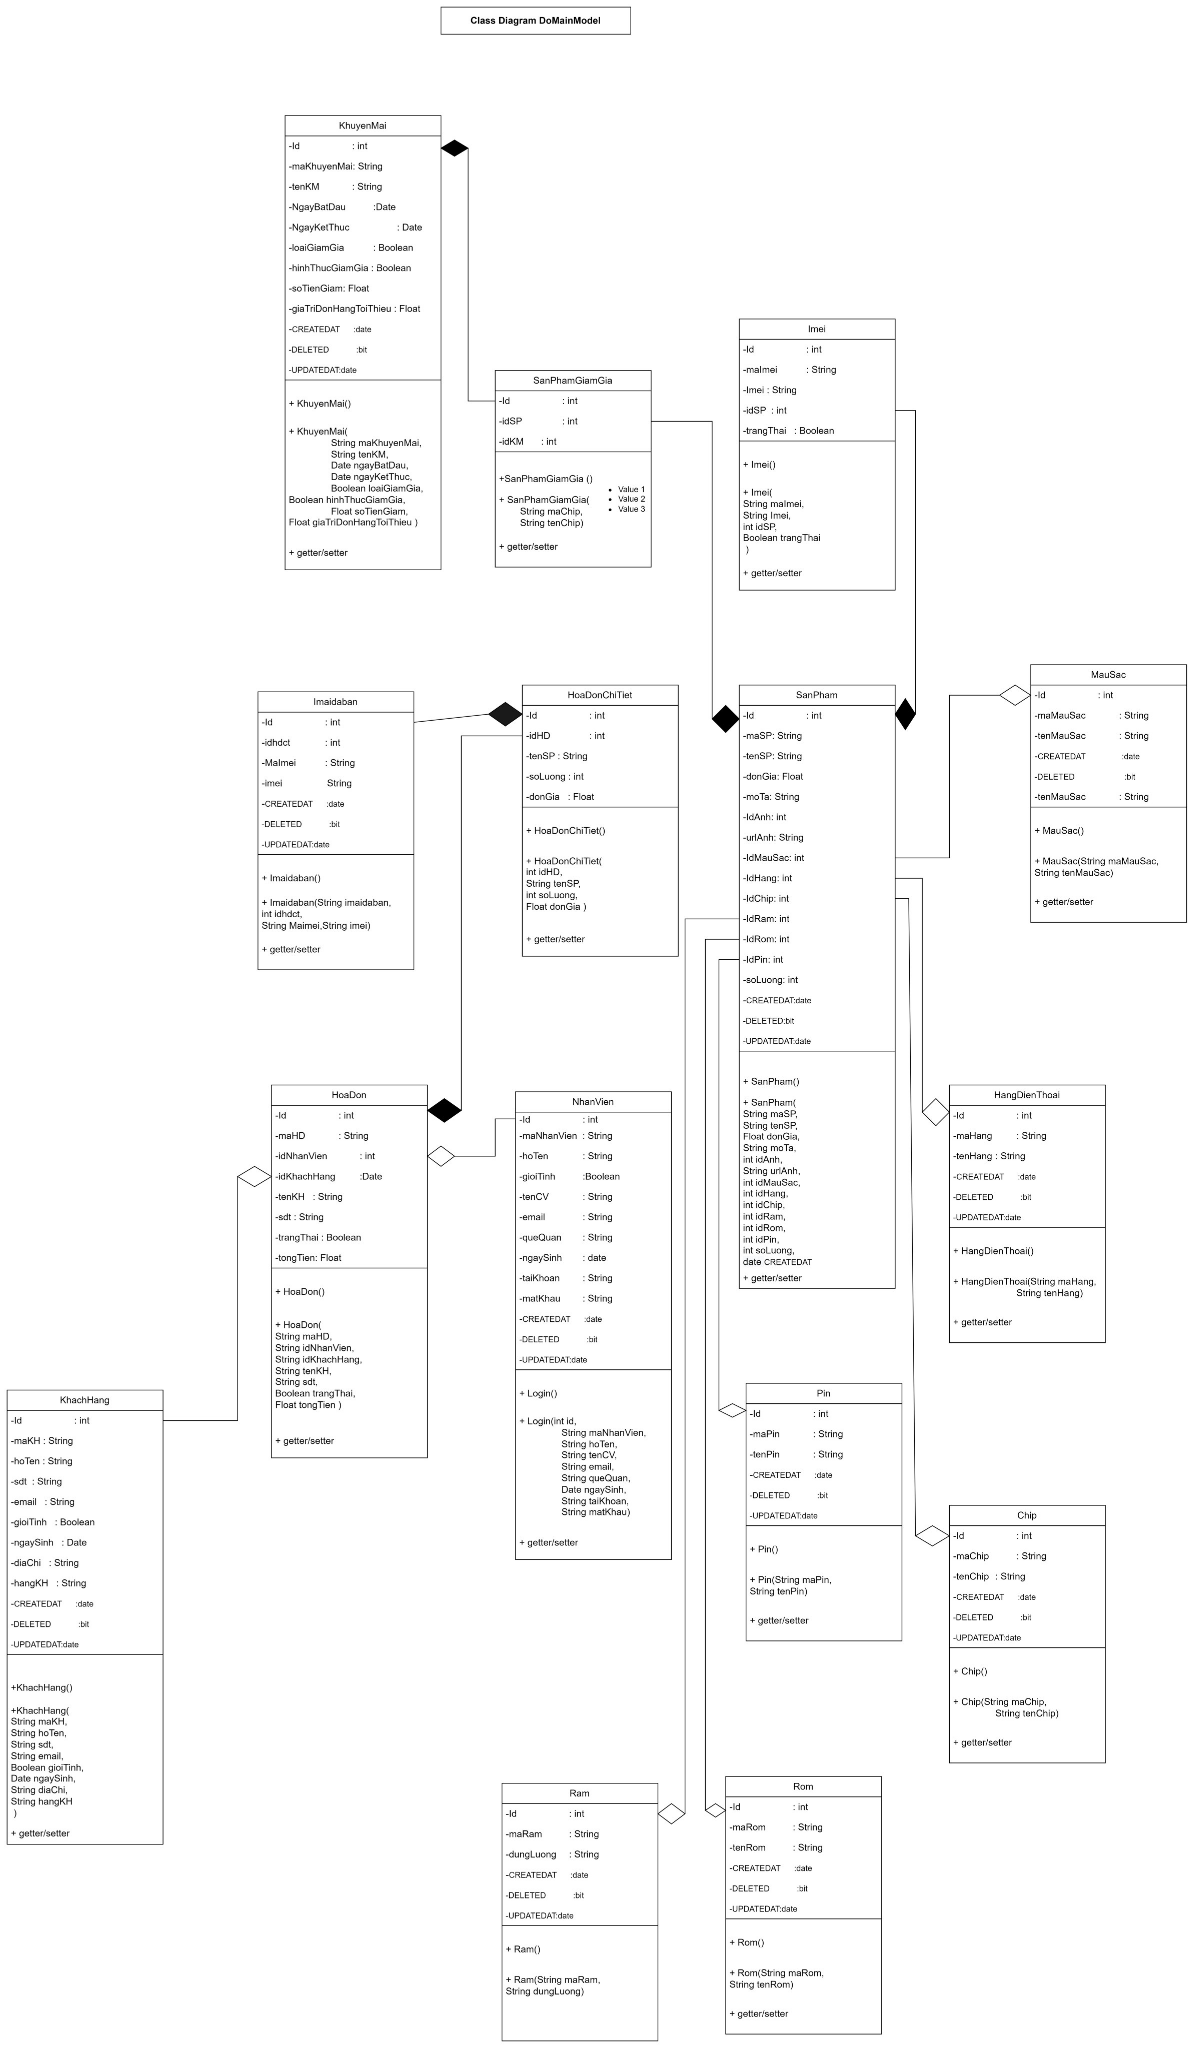 Class Diagram DoMainModel
KhuyenMai
-Id : int
-maKhuyenMai: String
-tenKM : String
-NgayBatDau :Date
-NgayKetThuc : Date
-loaiGiamGia : Boolean
-hinhThucGiamGia : Boolean
-soTienGiam: Float
-giaTriDonHangToiThieu : Float
-CREATEDAT :date
-DELETED :bit
-UPDATEDAT:date
+ KhuyenMai()
+ KhuyenMai(
String maKhuyenMai,
String tenKM,
Date ngayBatDau,
Date ngayKetThuc,
Boolean loaiGiamGia,
Boolean hinhThucGiamGia,
Float soTienGiam,
Float giaTriDonHangToiThieu )
+ getter/setter
SanPhamGiamGia
-Id : int
-idSP : int
-idKM : int
+SanPhamGiamGia ()
+ SanPhamGiamGia(
String maChip,
String tenChip)
+ getter/setter
• Value 1
• Value 2
• Value 3
Imei
-Id : int
-maImei : String
-Imei : String
-idSP : int
-trangThai : Boolean
+ Imei()
+ Imei(
String maImei,
String Imei,
int idSP,
Boolean trangThai
)
+ getter/setter
Imaidaban
-Id : int
-idhdct : int
-MaImei : String
-imei String
-CREATEDAT :date
-DELETED :bit
-UPDATEDAT:date
+ Imaidaban()
+ Imaidaban(String imaidaban,
int idhdct,
String Maimei,String imei)
+ getter/setter
HoaDonChiTiet
-Id : int
-idHD : int
-tenSP : String
-soLuong : int
-donGia : Float
+ HoaDonChiTiet()
+ HoaDonChiTiet(
int idHD,
String tenSP,
int soLuong,
Float donGia )
+ getter/setter
SanPham
-Id : int
-maSP: String
-tenSP: String
-donGia: Float
-moTa: String
-IdAnh: int
-urlAnh: String
-IdMauSac: int
-IdHang: int
-IdChip: int
-IdRam: int
-IdRom: int
-IdPin: int
-soLuong: int
-CREATEDAT:date
-DELETED:bit
-UPDATEDAT:date
+ SanPham()
+ SanPham(
String maSP,
String tenSP,
Float donGia,
String moTa,
int idAnh,
String urlAnh,
int idMauSac,
int idHang,
int idChip,
int idRam,
int idRom,
int idPin,
int soLuong,
date CREATEDAT
+ getter/setter
MauSac
-Id : int
-maMauSac : String
-tenMauSac : String
-CREATEDAT :date
-DELETED :bit
-tenMauSac : String
+ MauSac()
+ MauSac(String maMauSac,
String tenMauSac)
+ getter/setter
HoaDon
-Id : int
-maHD : String
-idNhanVien : int
-idKhachHang :Date
-tenKH : String
-sdt : String
-trangThai : Boolean
-tongTien: Float
+ HoaDon()
+ HoaDon(
String maHD,
String idNhanVien,
String idKhachHang,
String tenKH,
String sdt,
Boolean trangThai,
Float tongTien )
+ getter/setter
NhanVien
-Id : int
-maNhanVien : String
-hoTen : String
-gioiTinh :Boolean
-tenCV : String
-email : String
-queQuan : String
-ngaySinh : date
-taiKhoan : String
-matKhau : String
-CREATEDAT :date
-DELETED :bit
-UPDATEDAT:date
+ Login()
+ Login(int id,
String maNhanVien,
String hoTen,
String tenCV,
String email,
String queQuan,
Date ngaySinh,
String taiKhoan,
String matKhau)
+ getter/setter
HangDienThoai
-Id : int
-maHang : String
-tenHang : String
-CREATEDAT :date
-DELETED :bit
-UPDATEDAT:date
+ HangDienThoai()
+ HangDienThoai(String maHang,
String tenHang)
+ getter/setter
KhachHang
-Id : int
-maKH : String
-hoTen : String
-sdt : String
-email : String
-gioiTinh : Boolean
-ngaySinh : Date
-diaChi : String
-hangKH : String
-CREATEDAT :date
-DELETED :bit
-UPDATEDAT:date
+KhachHang()
+KhachHang(
String maKH,
String hoTen,
String sdt,
String email,
Boolean gioiTinh,
Date ngaySinh,
String diaChi,
String hangKH
)
+ getter/setter
Pin
-Id : int
-maPin : String
-tenPin : String
-CREATEDAT :date
-DELETED :bit
-UPDATEDAT:date
+ Pin()
+ Pin(String maPin,
String tenPin)
+ getter/setter
Chip
-Id : int
-maChip : String
-tenChip : String
-CREATEDAT :date
-DELETED :bit
-UPDATEDAT:date
+ Chip()
+ Chip(String maChip,
String tenChip)
+ getter/setter
Ram
-Id : int
-maRam : String
-dungLuong : String
-CREATEDAT :date
-DELETED :bit
-UPDATEDAT:date
+ Ram()
+ Ram(String maRam,
String dungLuong)
Rom
-Id : int
-maRom : String
-tenRom : String
-CREATEDAT :date
-DELETED :bit
-UPDATEDAT:date
+ Rom()
+ Rom(String maRom,
String tenRom)
+ getter/setter